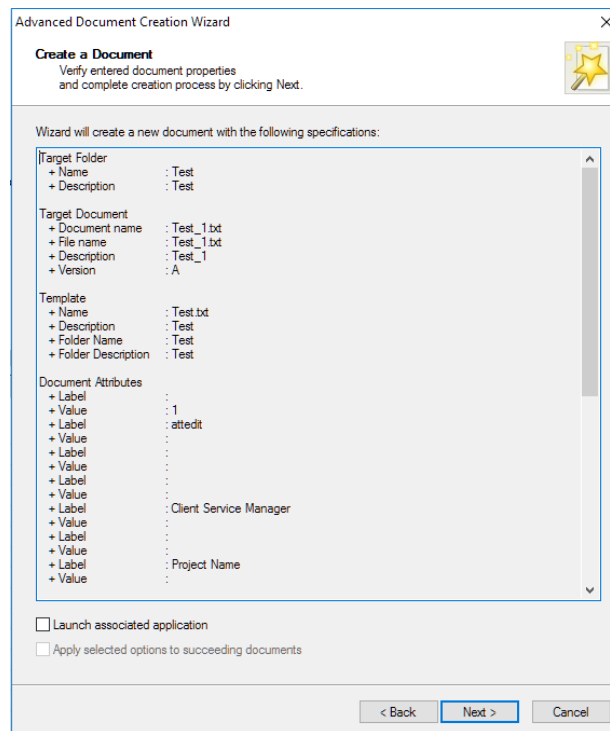 Advanced Document Creation Wizard
Create a Document
Verify entered document properties
and complete creation process by clicking Next.
Wizard will create a new document with the following specifications:
Target Folder
+ Name : Test
+ Description : Test
Target Document
+ Document name : Test_1.txt
+ File name : Test_1.txt
+ Description : Test_1
+ Version : A
Template
+ Name : Test.txt
+ Description : Test
+ Folder Name : Test
+ Folder Description : Test
Document Attributes
+ Label :
+ Value : 1
+ Label : attedit
+ Value :
+ Label :
+ Value :
+ Label :
+ Value :
+ Label : Client Service Manager
+ Value :
+ Label :
+ Value :
+ Label : Project Name
+ Value :
Launch associated application
Apply selected options to succeeding documents
< Back Next > Cancel